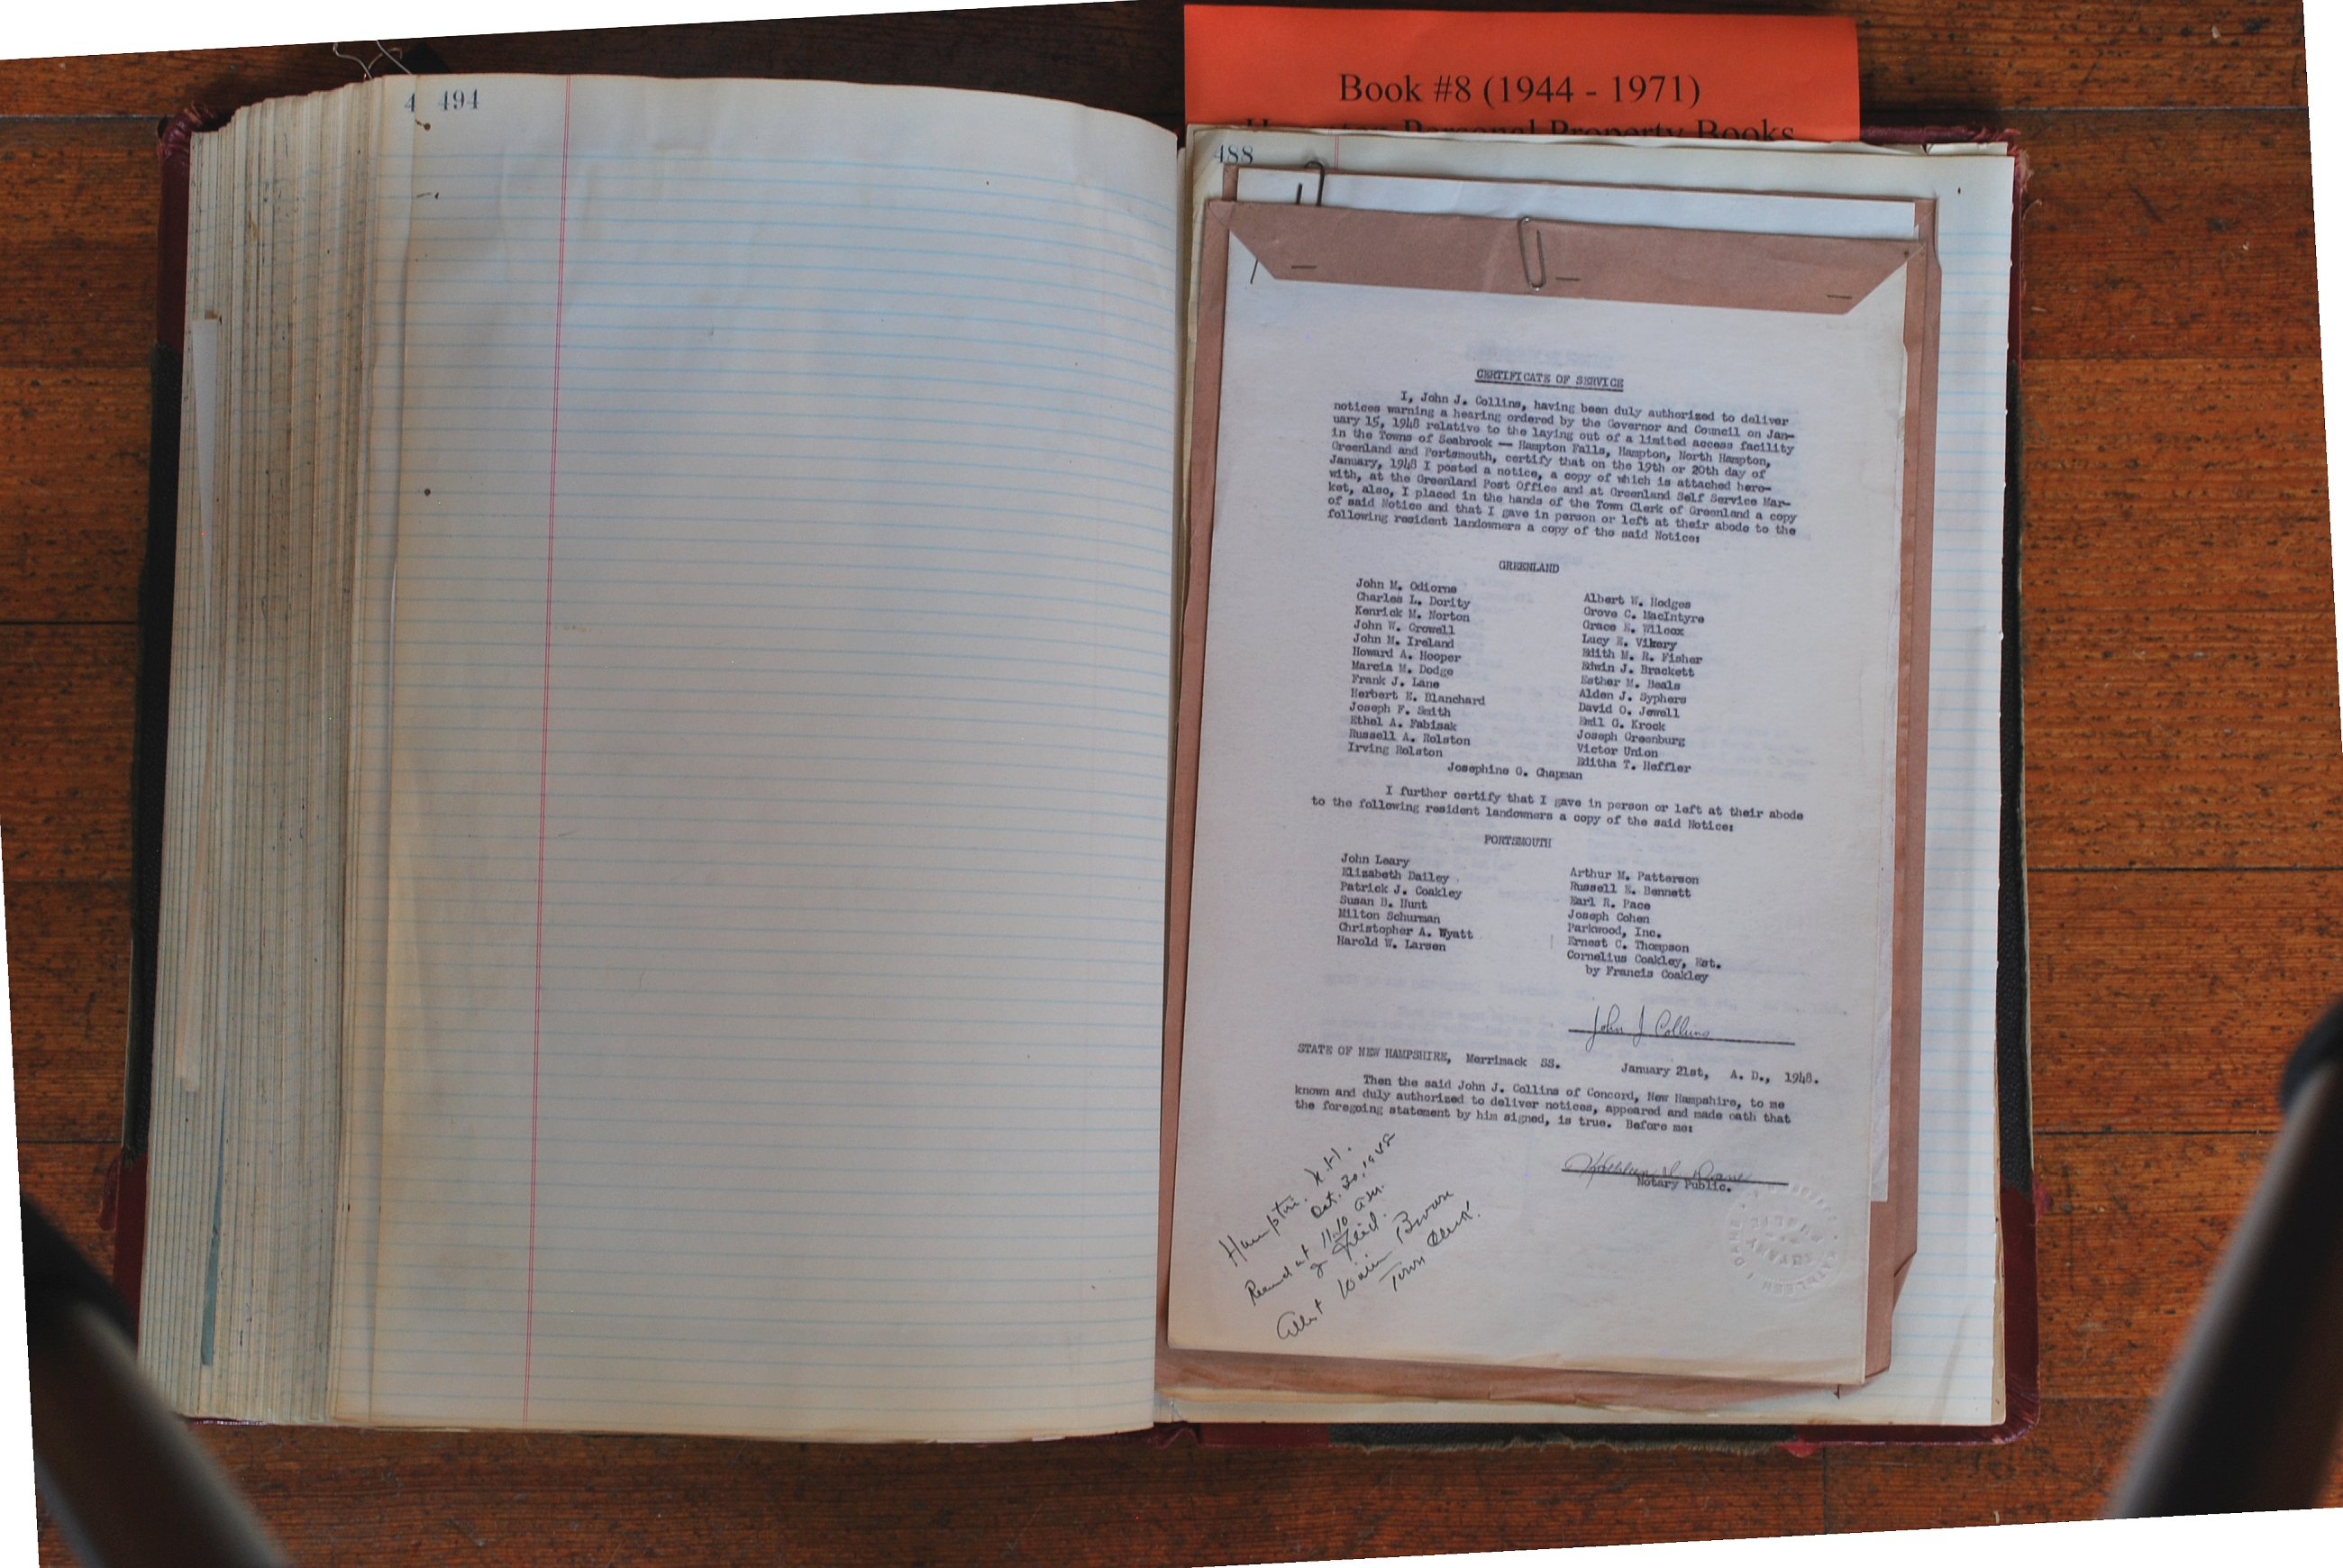 Book #8 (1944 - 1971)
Hampton Personal Property Books
4 494
488
CERTIFICATE OF SERVICE
I, John J. Collins, having been duly authorized to deliver
notices warning a hearing ordered by the Governor and Council on Jan-
uary 15, 1948 relative to the laying out of a limited access facility
in the Towns of Seabrook — Hampton Falls, Hampton, North Hampton,
Greenland and Portsmouth, certify that on the 19th or 20th day of
January, 1948 I posted a notice, a copy of which is attached here-
with, at the Greenland Post Office and at Greenland Self Service Mar-
ket, also, I placed in the hands of the Town Clerk of Greenland a copy
of said Notice and that I gave in person or left at their abode to the
following resident landowners a copy of the said Notice:
GREENLAND
John M. Odiorne
Charles L. Dority
Kenrick M. Norton
John W. Crowell
John M. Ireland
Howard A. Hooper
Marcia M. Dodge
Frank J. Lane
Herbert E. Blanchard
Joseph F. Smith
Ethel A. Fabisak
Russell A. Rolston
Irving Rolston
Albert W. Hodges
Grove C. MacIntyre
Grace E. Wilcox
Lucy E. Vikery
Edith M. R. Fisher
Edwin J. Brackett
Esther M. Beals
Alden J. Syphers
David O. Jewell
Emil G. Krock
Joseph Greenburg
Victor Union
Editha T. Heffler
Josephine G. Chapman
I further certify that I gave in person or left at their abode
to the following resident landowners a copy of the said Notice:
PORTSMOUTH
John Leary
Elizabeth Dailey
Patrick J. Coakley
Susan B. Hunt
Milton Schurman
Christopher A. Wyatt
Harold W. Larsen
Arthur M. Patterson
Russell E. Bennett
Earl R. Pace
Joseph Cohen
Parkwood, Inc.
Ernest C. Thompson
Cornelius Coakley, Est.
by Francis Coakley
John J Collins
STATE OF NEW HAMPSHIRE, Merrimack SS. January 21st, A. D., 1948.
Then the said John J. Collins of Concord, New Hampshire, to me
known and duly authorized to deliver notices, appeared and made oath that
the foregoing statement by him signed, is true. Before me:
Notary Public.
Hampton. N.H.
Oct. 30, 1948
Recevd at 11.10 a.m.
& Filed.
Town Clerk